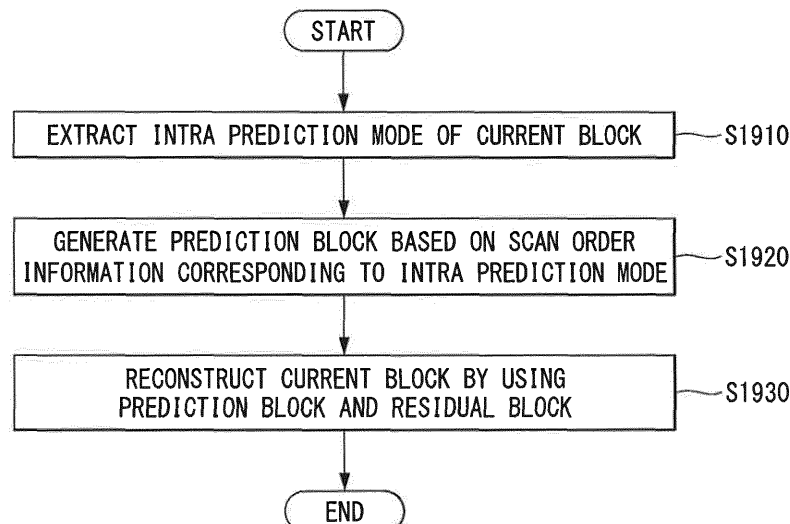 START
EXTRACT INTRA PREDICTION MODE OF CURRENT BLOCK
S1910
GENERATE PREDICTION BLOCK BASED ON SCAN ORDER
INFORMATION CORRESPONDING TO INTRA PREDICTION MODE
S1920
RECONSTRUCT CURRENT BLOCK BY USING
PREDICTION BLOCK AND RESIDUAL BLOCK
S1930
END